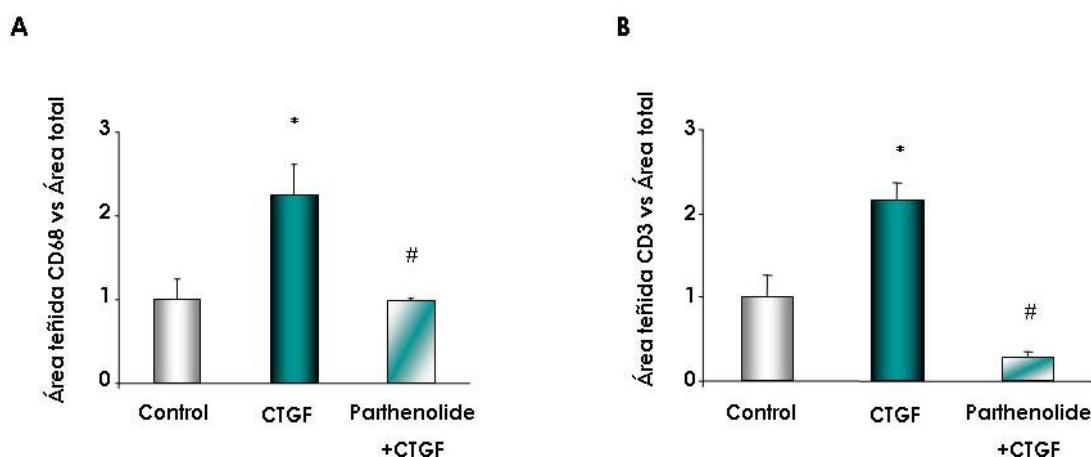 A
Área teñida CD68 vs Área total
3
2
1
0
*
#
Control
CTGF
Parthenolide
+CTGF
B
Área teñida CD3 vs Área total
3
2
1
0
*
#
Control
CTGF
Parthenolide
+CTGF